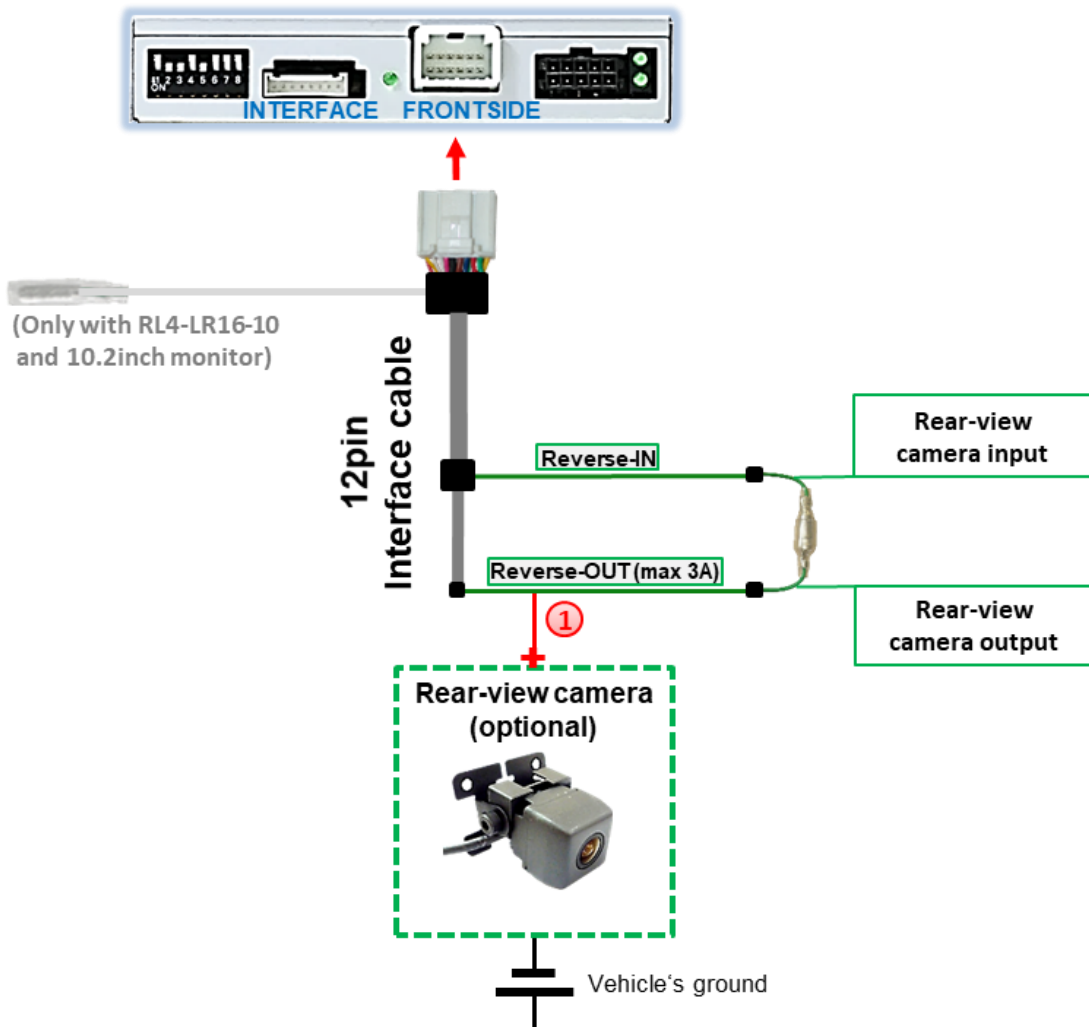 1 2 3 4 5 6 7 8
ON
INTERFACE FRONTSIDE
(Only with RL4-LR16-10
and 10.2inch monitor)
12pin
Interface cable
Reverse-IN
Rear-view
camera input
Reverse-OUT (max 3A)
1
Rear-view
camera output
Rear-view camera
(optional)
Vehicle‘s ground